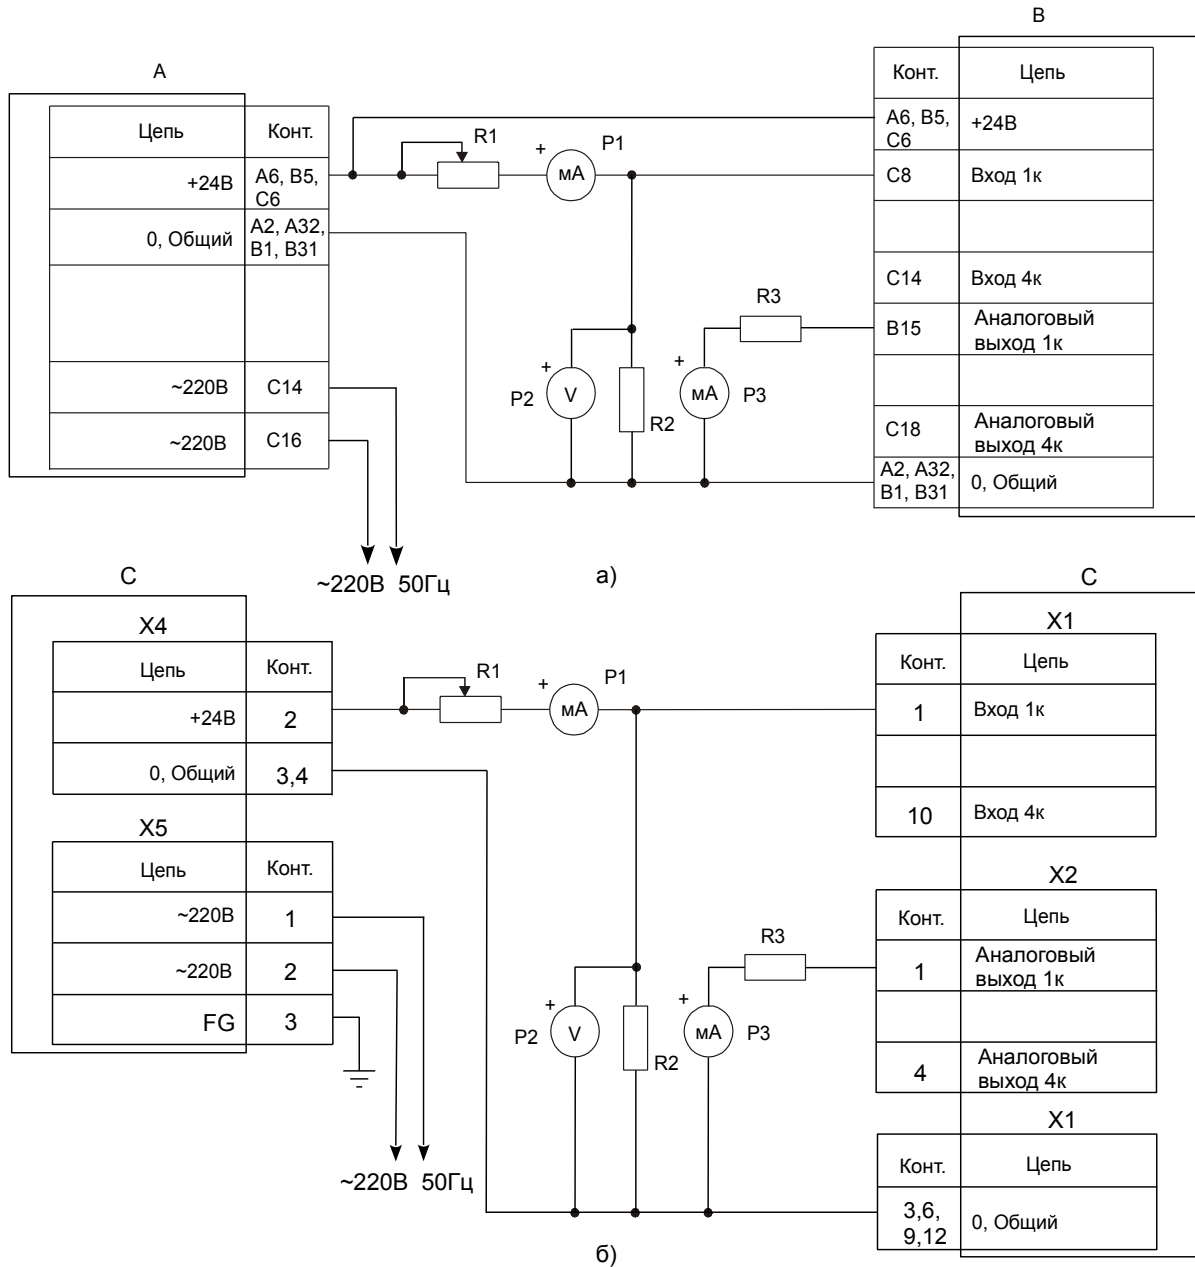 B
A
Конт.
Цепь
A6, B5,
C6
+24В
C8
Вход 1к
C14
Вход 4к
B15
Аналоговый
выход 1к
C18
Аналоговый
выход 4к
A2, A32,
B1, B31
0, Общий
Цепь
Конт.
+24В
A6, B5,
C6
0, Общий
A2, A32,
B1, B31
~220В
C14
~220В
C16
R1
+
P1
мА
R3
+
P2
V
R2
+
мА
P3
~220В 50Гц
а)
C
C
X4
Цепь
Конт.
+24В
2
0, Общий
3,4
X5
Цепь
Конт.
~220В
1
~220В
2
FG
3
R1
+
P1
мА
R3
+
P2
V
R2
+
мА
P3
~220В 50Гц
X1
Конт.
Цепь
1
Вход 1к
10
Вход 4к
X2
Конт.
Цепь
1
Аналоговый
выход 1к
4
Аналоговый
выход 4к
X1
Конт.
Цепь
3,6,
9,12
0, Общий
б)